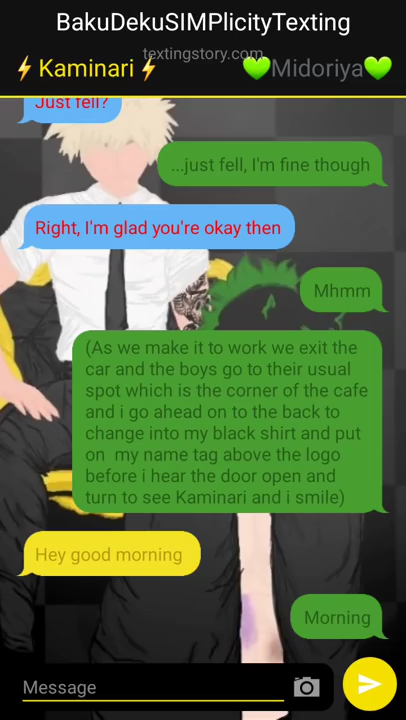 BakuDekuSIMPlicityTexting
textingstory.com
⚡Kaminari⚡
💚Midoriya💚
Just fell?
...just fell, I'm fine though
Right, I'm glad you're okay then
Mhmm
(As we make it to work we exit the
car and the boys go to their usual
spot which is the corner of the cafe
and i go ahead on to the back to
change into my black shirt and put
on  my name tag above the logo
before i hear the door open and
turn to see Kaminari and i smile)
Hey good morning
Morning
Message